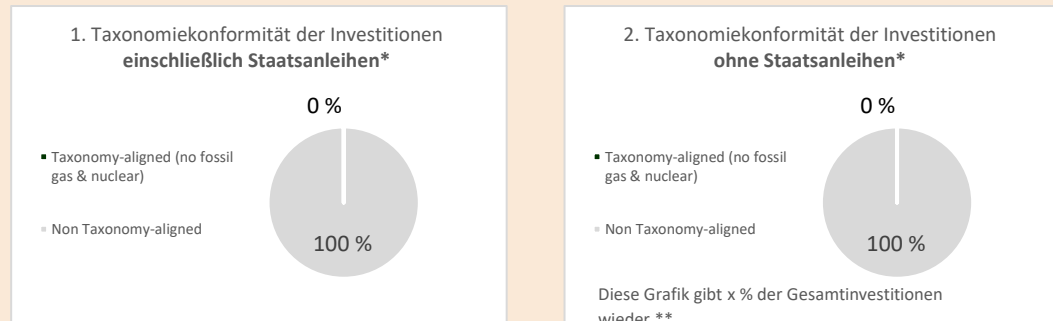 1. Taxonomiekonformität der Investitionen
einschließlich Staatsanleihen*
0 %
Taxonomy-aligned (no fossil
gas & nuclear)
Non Taxonomy-aligned
100 %
2. Taxonomiekonformität der Investitionen
ohne Staatsanleihen*
0 %
Taxonomy-aligned (no fossil
gas & nuclear)
Non Taxonomy-aligned
100 %
Diese Grafik gibt x % der Gesamtinvestitionen
wieder.**